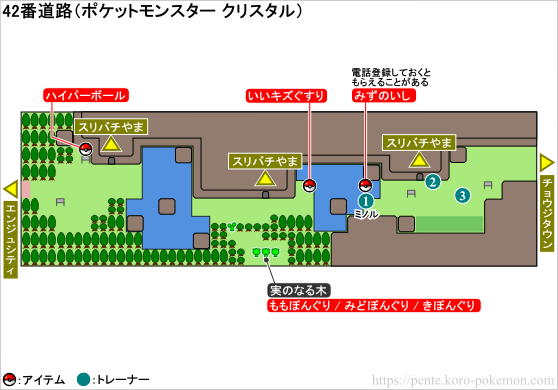 42番道路(ポケットモンスター クリスタル)
ハイパーボール
いいキズぐすり
電話登録しておくと
もらえることがある
みずのいし
スリバチやま
スリバチやま
スリバチやま
エンジュシティ
チョウジタウン
1
ミノル
2
3
実のなる木
ももぼんぐり / みどぼんぐり / きぼんぐり
:アイテム
:トレーナー
https://pente.koro-pokemon.com/